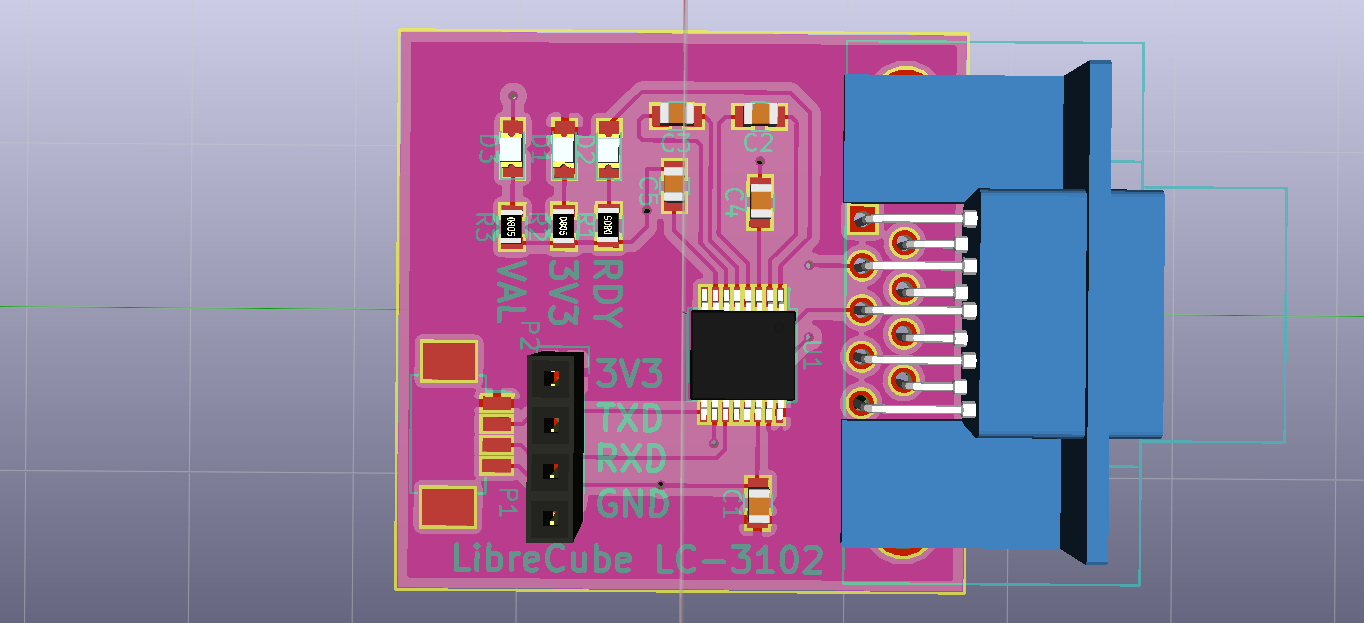 C3
C2
D3
D1
D2
C5
C4
R3
R2
R1
0805
0805
0805
VAL
3V3
RDY
P2
U1
3V3
TXD
RXD
GND
P1
C1
LibreCube LC-3102